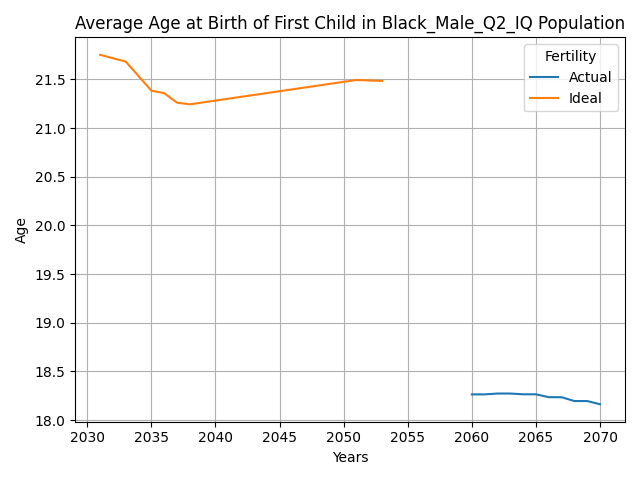 Average Age at Birth of First Child in Black_Male_Q2_IQ Population
Fertility
Actual
Ideal
21.5
21.0
20.5
20.0
19.5
19.0
18.5
18.0
Age
2030 2035 2040 2045 2050 2055 2060 2065 2070
Years